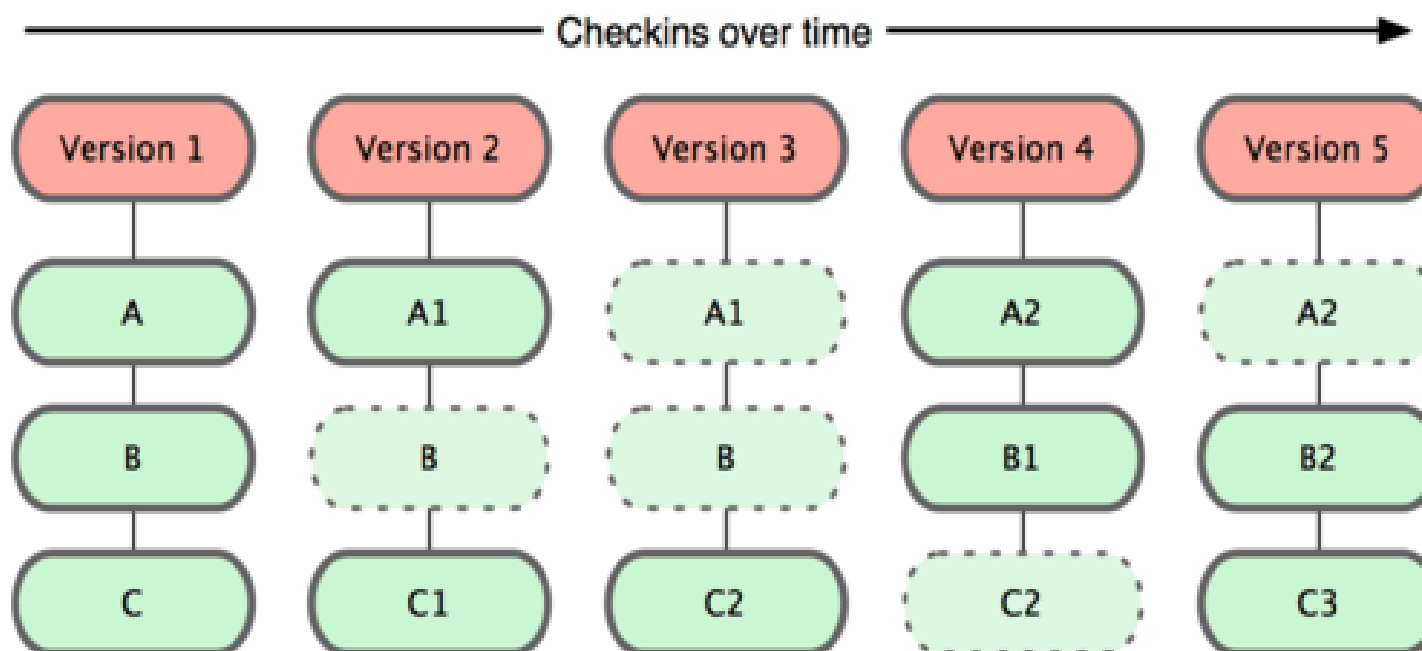 Checkins over time
Version 1 Version 2 Version 3 Version 4 Version 5
A A1 A1 A2 A2
B B B B1 B2
C C1 C2 C2 C3